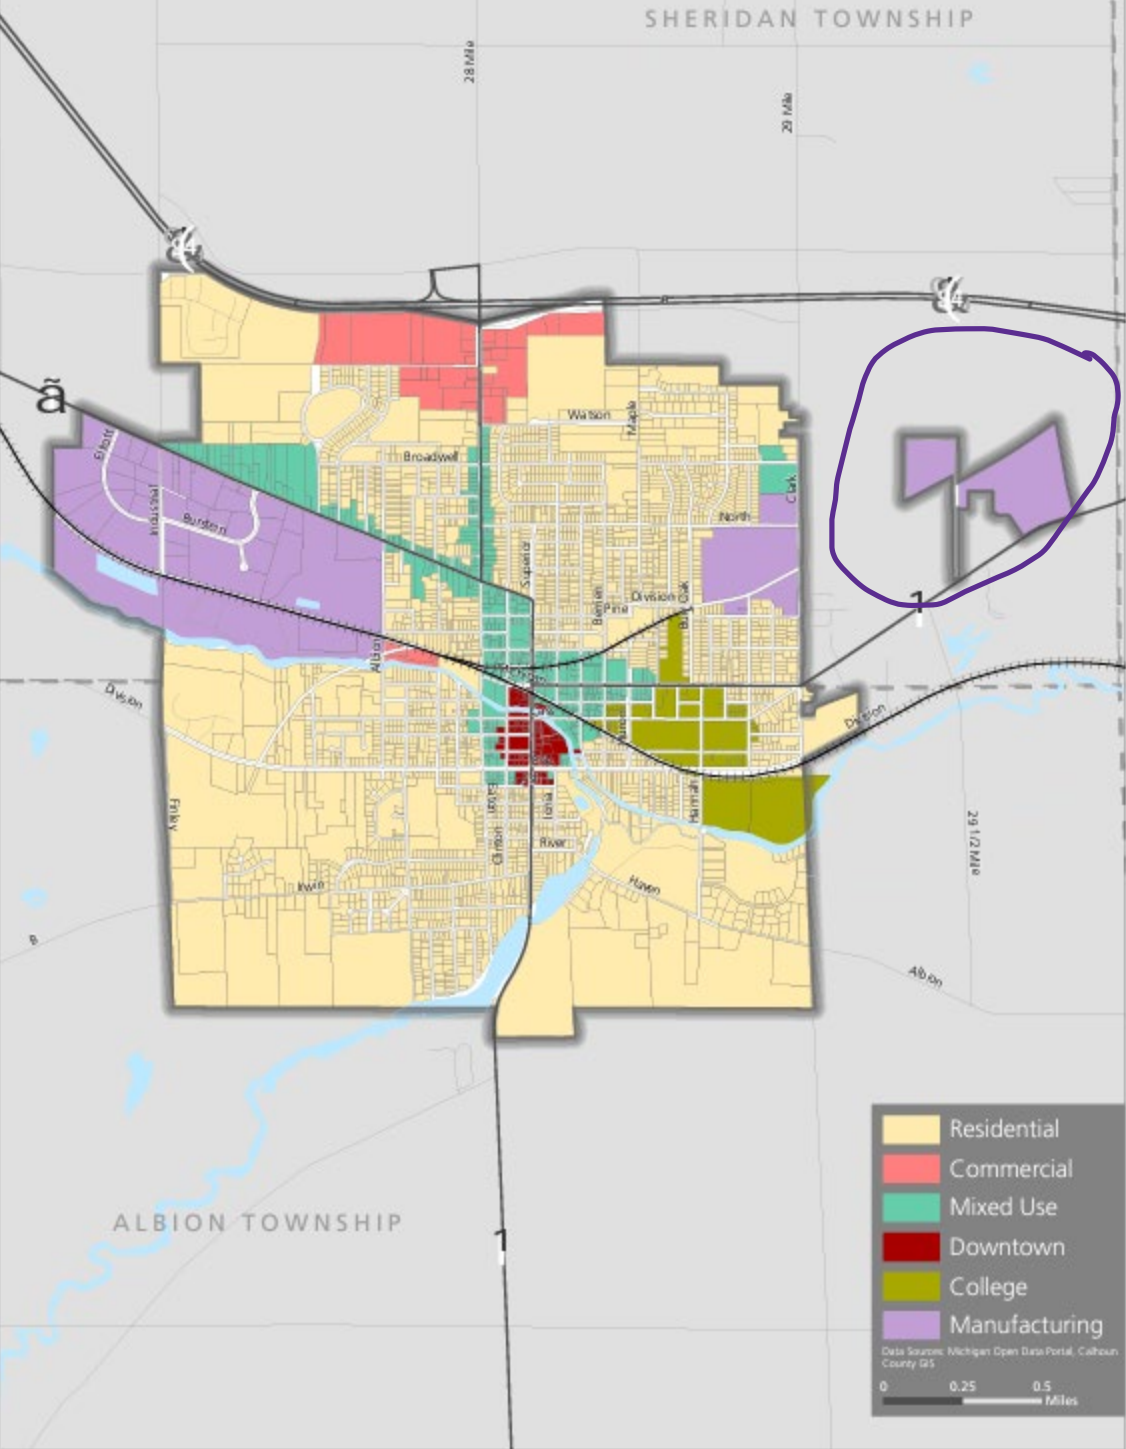 SHERIDAN TOWNSHIP
28 Mile
29 Mile
94
94
ã
Watson
Maple
Broadwell
Elliott
Clark
Burstein
North
Superior
Berrien
Division
Pine
Oak
1
Albion
Michigan
Division
Division
Finley
Eaton
Ionia
Hannah
29 1/2 Mile
Clinton
River
Irwin
Haven
B
Albion
ALBION TOWNSHIP
1
Residential
Commercial
Mixed Use
Downtown
College
Manufacturing
Data Sources: Michigan Open Data Portal, Calhoun
County GIS
0 0.25 0.5
Miles